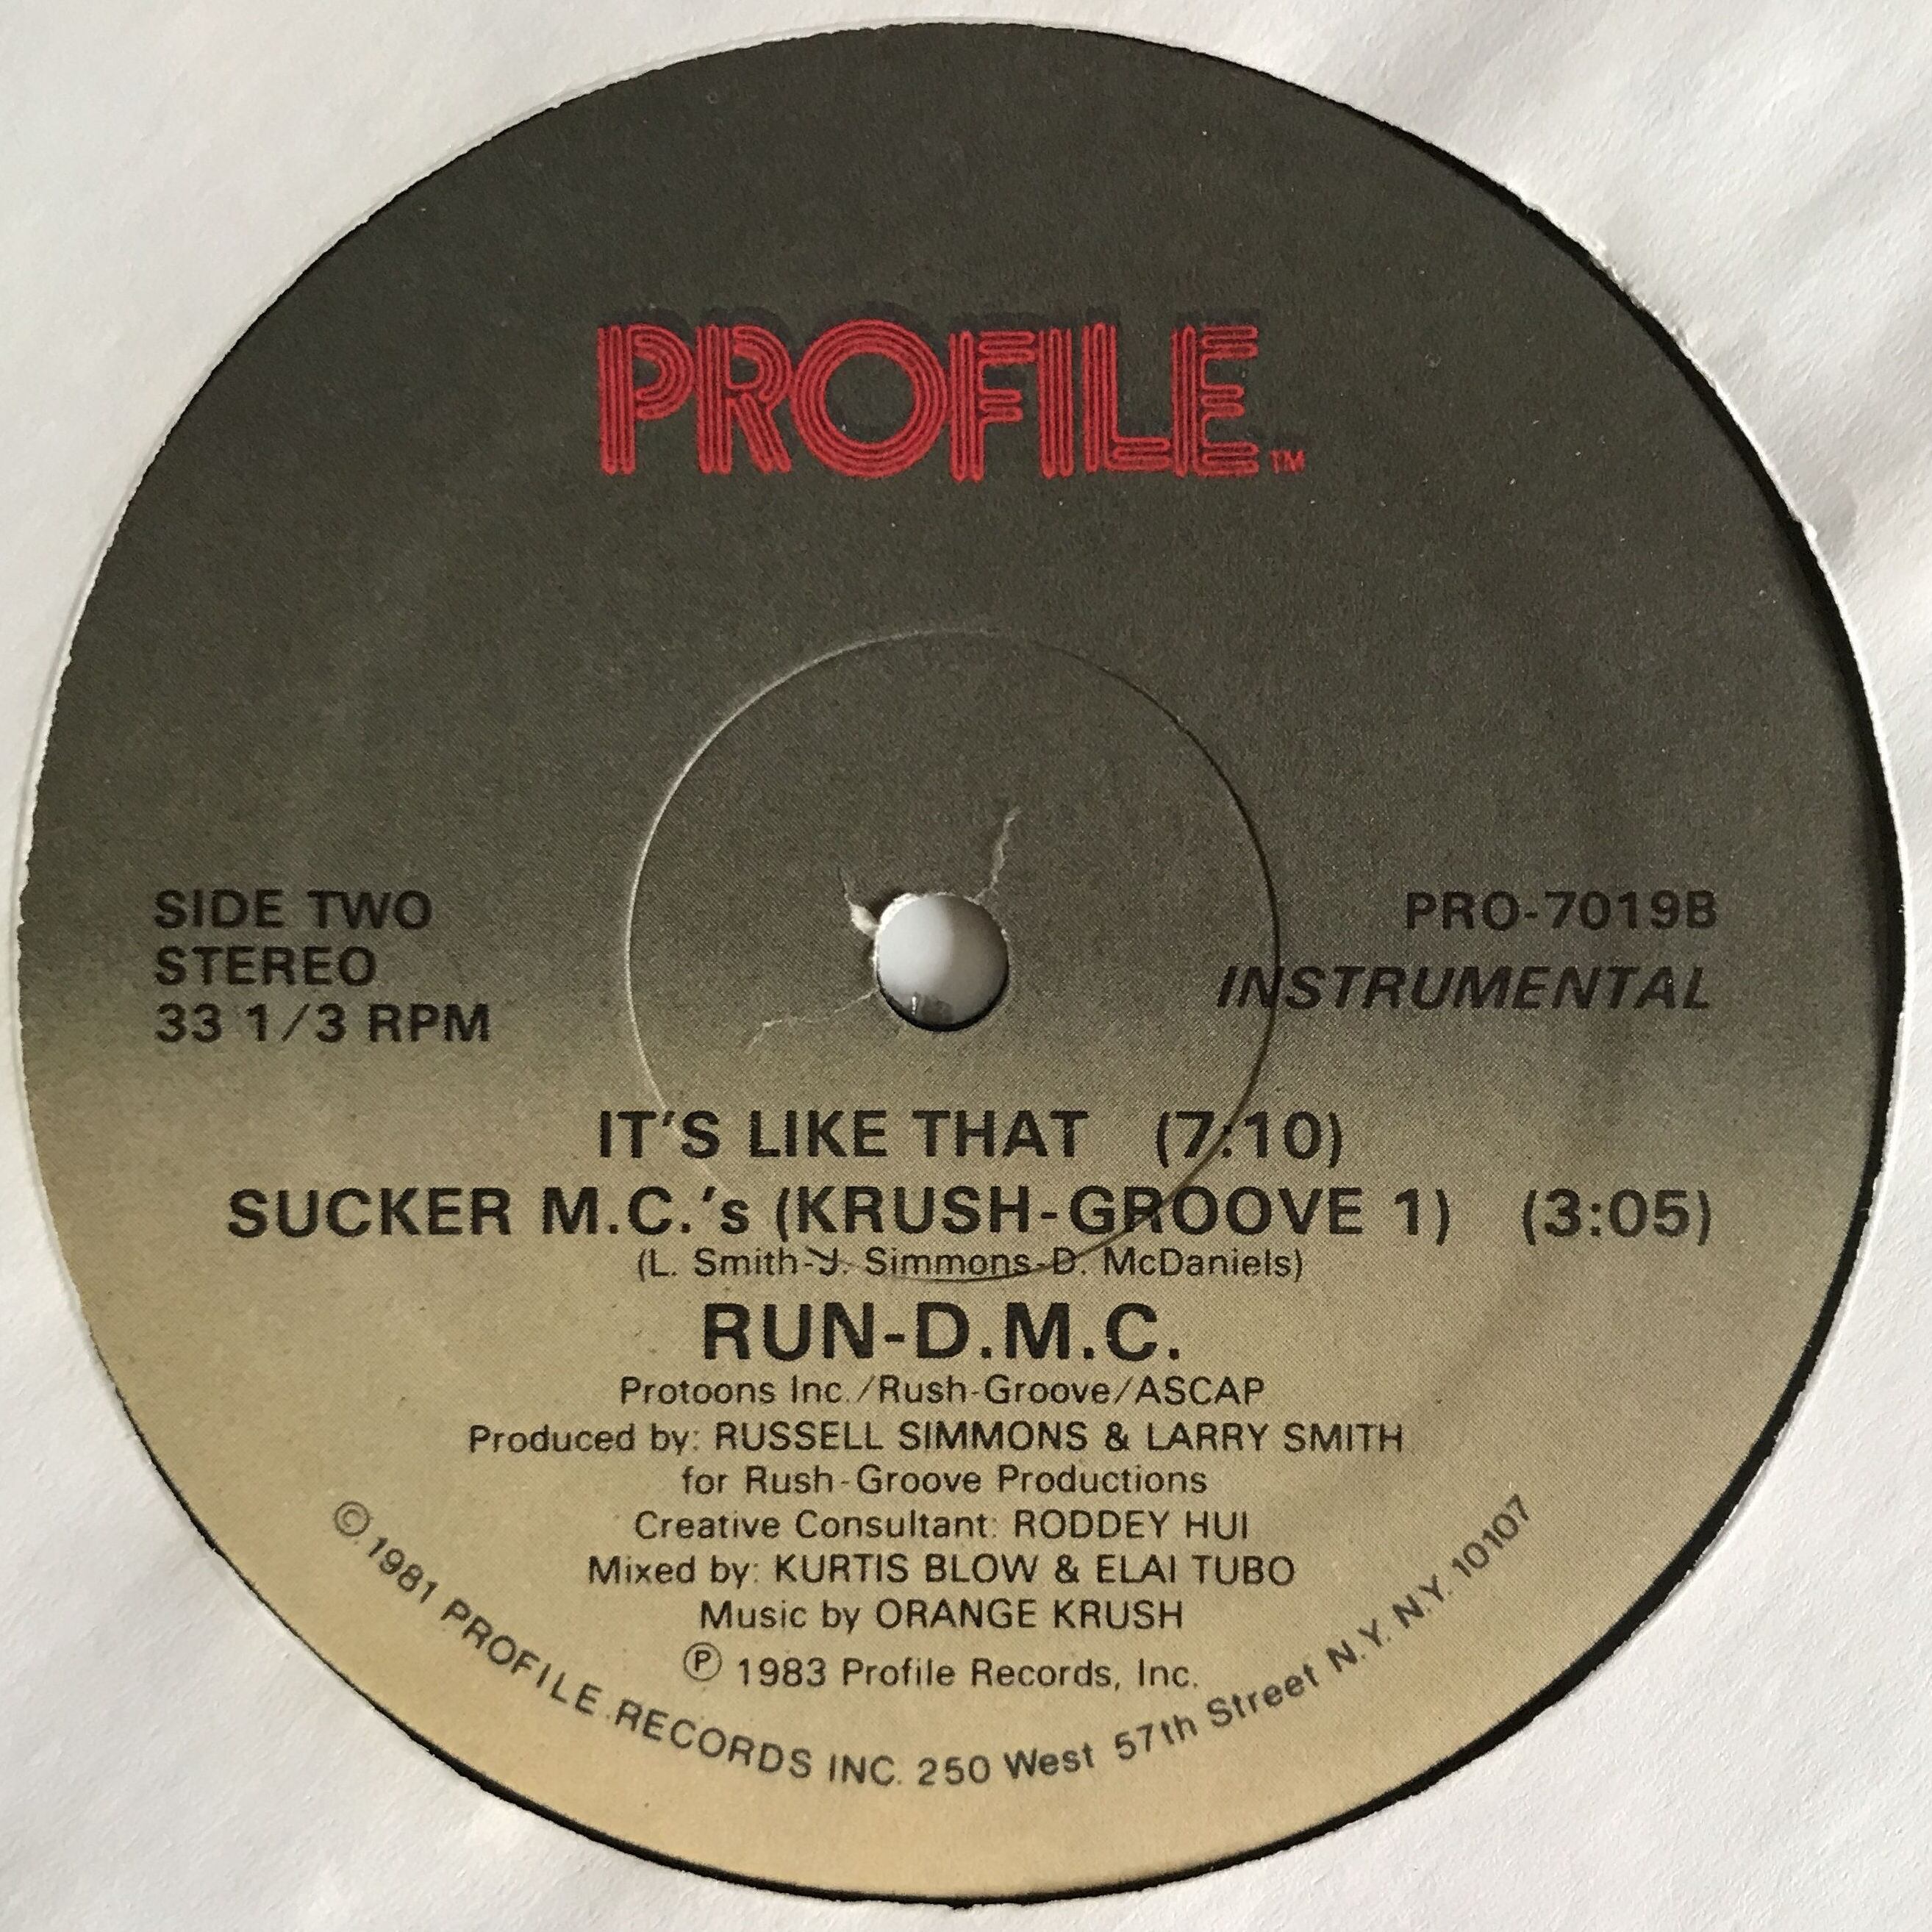 PROFILE™
SIDE TWO
STEREO
33 1/3 RPM
PRO-7019B
INSTRUMENTAL
IT'S LIKE THAT (7:10)
SUCKER M.C.'s (KRUSH-GROOVE 1) (3:05)
(L. Smith-J. Simmons-D. McDaniels)
RUN-D.M.C.
Protoons Inc./Rush-Groove/ASCAP
Produced by: RUSSELL SIMMONS & LARRY SMITH
for Rush-Groove Productions
Creative Consultant: RODDEY HUI
Mixed by: KURTIS BLOW & ELAI TUBO
Music by ORANGE KRUSH
Ⓟ 1983 Profile Records, Inc.
©.1981 PROFILE RECORDS INC. 250 West 57th Street N.Y. N.Y. 10107